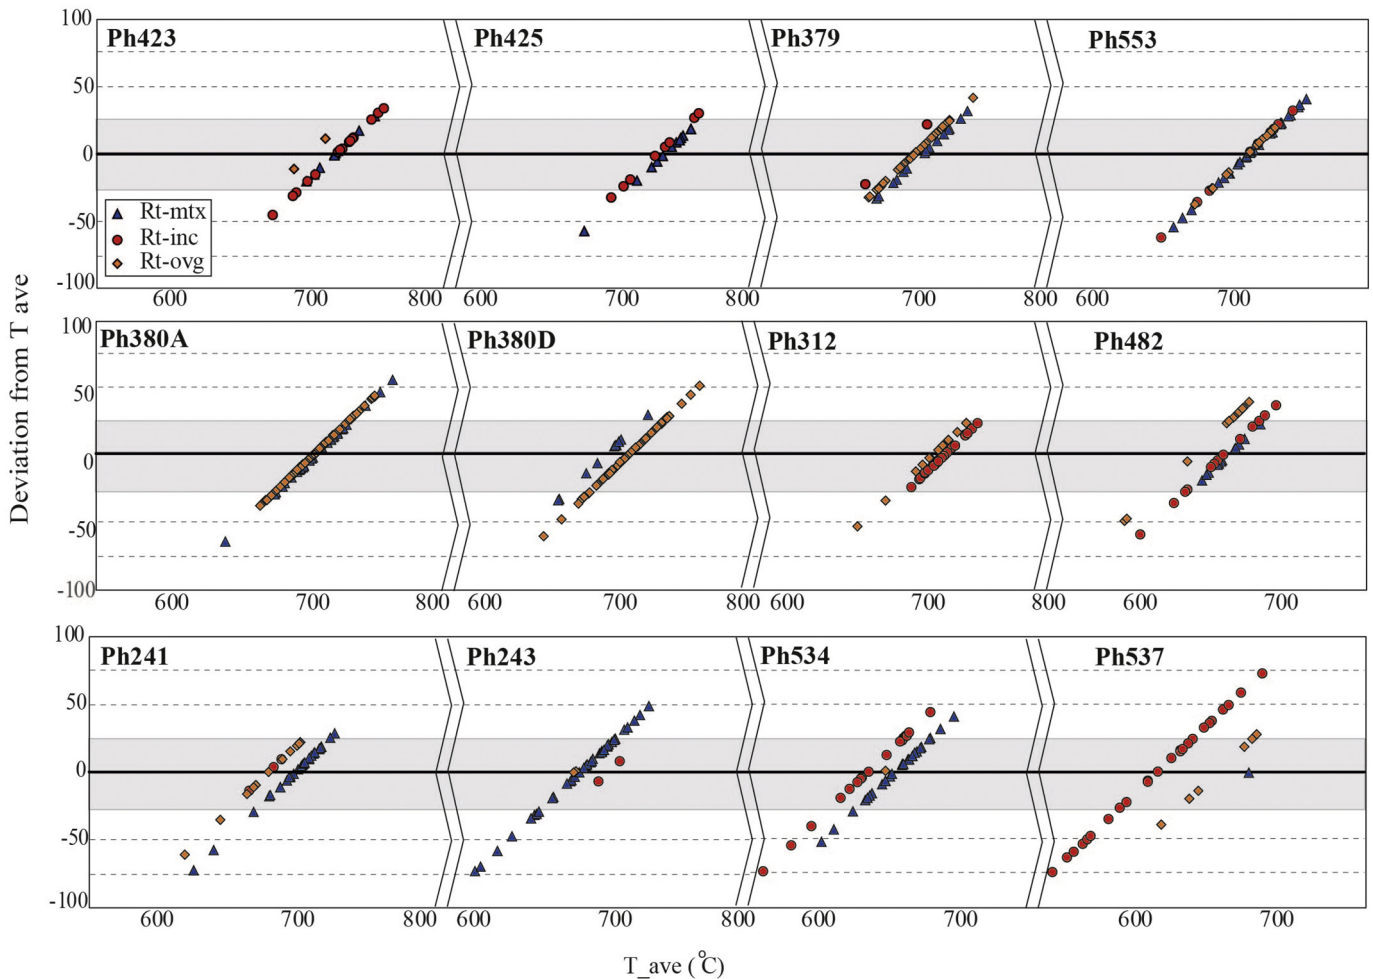 100
Ph423 Ph425 Ph379 Ph553
50
0
-50
-100
Rt-mtx
Rt-inc
Rt-ovg
600 700 800 600 700 800 700 800 600 700
Deviation from T ave
100
Ph380A Ph380D Ph312 Ph482
50
0
-50
-100
600 700 800 600 700 800 600 700 800 600 700
100
Ph241 Ph243 Ph534 Ph537
50
0
-50
-100
600 700 800 600 700 800 600 700 600 700
T_ave (°C)